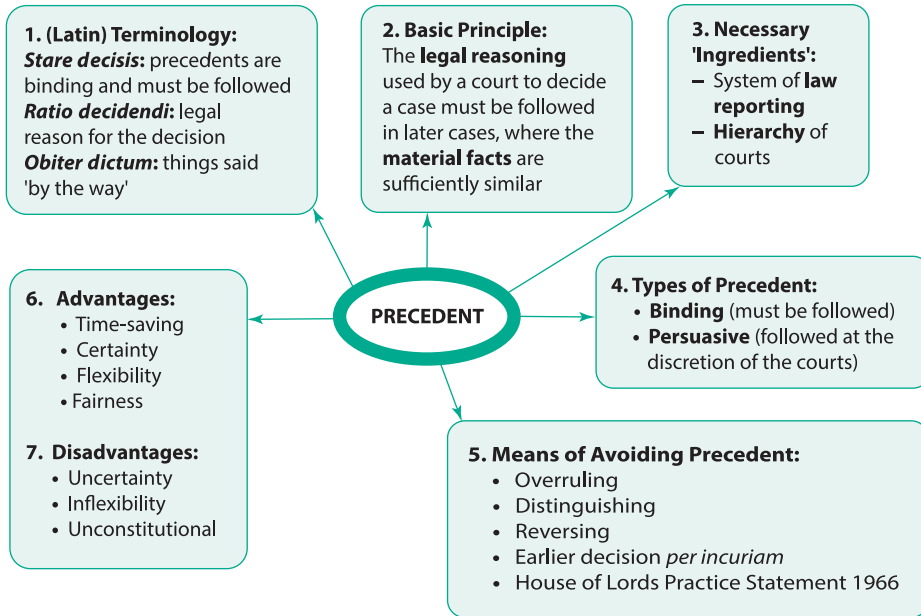 1. (Latin) Terminology:
Stare decisis: precedents are
binding and must be followed
Ratio decidendi: legal
reason for the decision
Obiter dictum: things said
'by the way'
2. Basic Principle:
The legal reasoning
used by a court to decide
a case must be followed
in later cases, where the
material facts are
sufficiently similar
3. Necessary
'Ingredients':
– System of law
reporting
– Hierarchy of
courts
PRECEDENT
4. Types of Precedent:
• Binding (must be followed)
• Persuasive (followed at the
discretion of the courts)
5. Means of Avoiding Precedent:
• Overruling
• Distinguishing
• Reversing
• Earlier decision per incuriam
• House of Lords Practice Statement 1966
6. Advantages:
• Time-saving
• Certainty
• Flexibility
• Fairness
7. Disadvantages:
• Uncertainty
• Inflexibility
• Unconstitutional